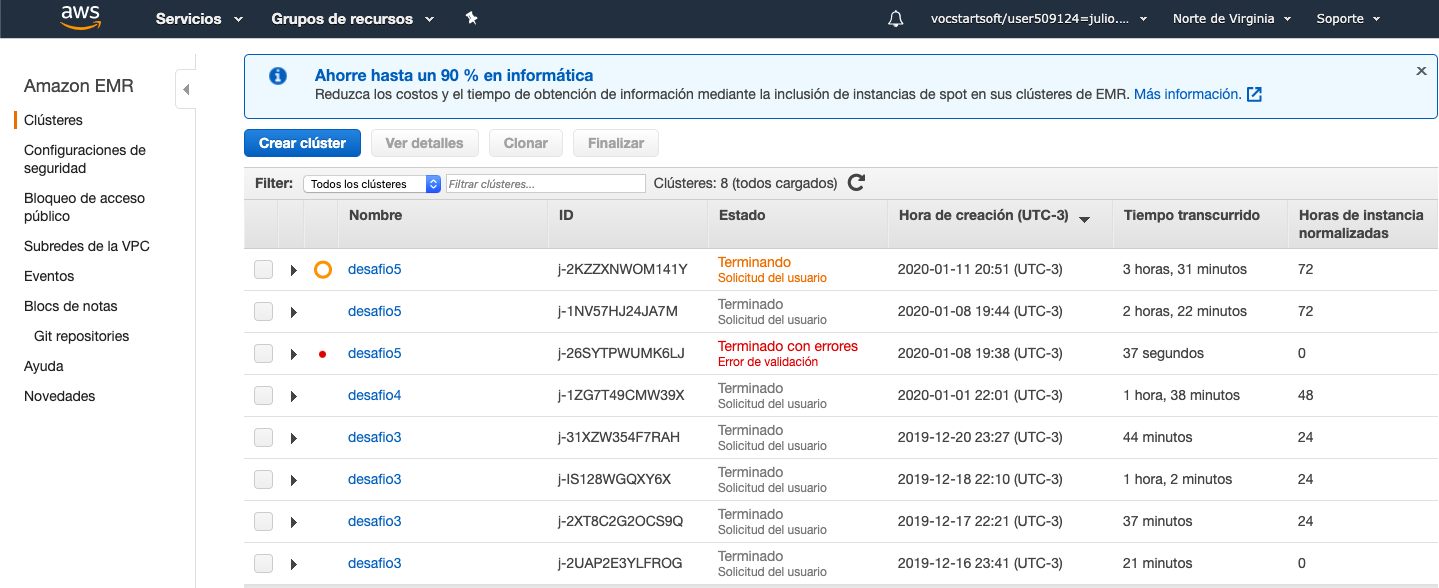 aws
Servicios
Grupos de recursos
vocstartsoft/user509124=julio....
Norte de Virginia
Soporte
Amazon EMR
Clústeres
Configuraciones de
seguridad
Bloqueo de acceso
público
Subredes de la VPC
Eventos
Blocs de notas
Git repositories
Ayuda
Novedades
Ahorre hasta un 90 % en informática
Reduzca los costos y el tiempo de obtención de información mediante la inclusión de instancias de spot en sus clústeres de EMR. Más información.
Crear clúster Ver detalles Clonar Finalizar
Filter: Todos los clústeres Filtrar clústeres... Clústeres: 8 (todos cargados)
Nombre ID Estado Hora de creación (UTC-3) Tiempo transcurrido Horas de instancia
normalizadas
desafio5 j-2KZZXNWOM141Y Terminando 2020-01-11 20:51 (UTC-3) 3 horas, 31 minutos 72
Solicitud del usuario
desafio5 j-1NV57HJ24JA7M Terminado 2020-01-08 19:44 (UTC-3) 2 horas, 22 minutos 72
Solicitud del usuario
desafio5 j-26SYTPWUMK6LJ Terminado con errores 2020-01-08 19:38 (UTC-3) 37 segundos 0
Error de validación
desafio4 j-1ZG7T49CMW39X Terminado 2020-01-01 22:01 (UTC-3) 1 hora, 38 minutos 48
Solicitud del usuario
desafio3 j-31XZW354F7RAH Terminado 2019-12-20 23:27 (UTC-3) 44 minutos 24
Solicitud del usuario
desafio3 j-IS128WGQXY6X Terminado 2019-12-18 22:10 (UTC-3) 1 hora, 2 minutos 24
Solicitud del usuario
desafio3 j-2XT8C2G2OCS9Q Terminado 2019-12-17 22:21 (UTC-3) 37 minutos 24
Solicitud del usuario
desafio3 j-2UAP2E3YLFROG Terminado 2019-12-16 23:41 (UTC-3) 21 minutos 0
Solicitud del usuario